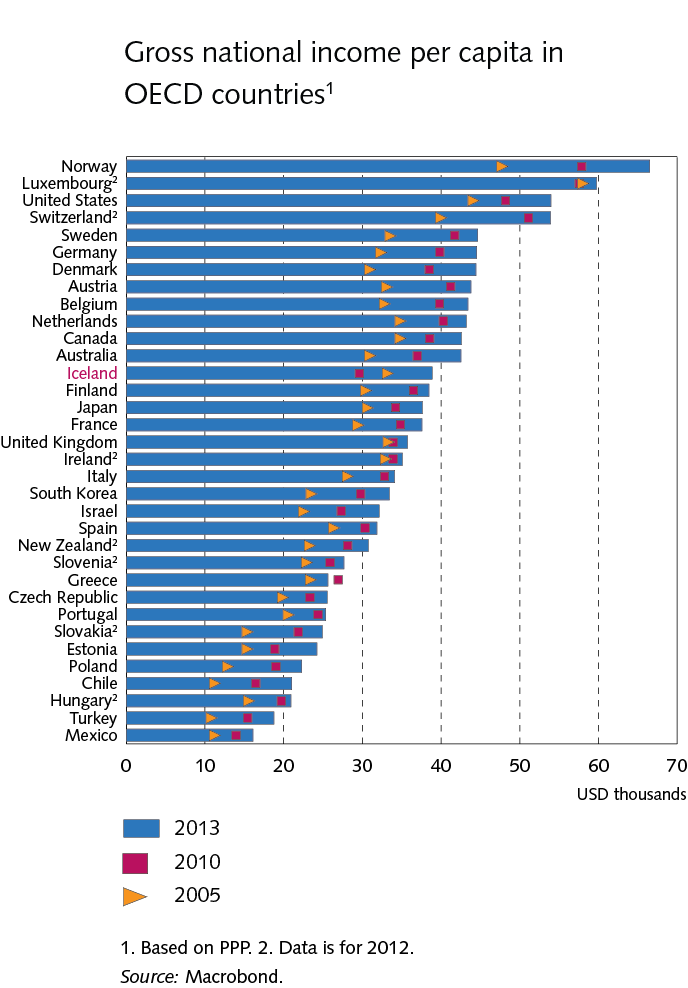 Gross national income per capita in
OECD countries¹
Norway
Luxembourg²
United States
Switzerland²
Sweden
Germany
Denmark
Austria
Belgium
Netherlands
Canada
Australia
Iceland
Finland
Japan
France
United Kingdom
Ireland²
Italy
South Korea
Israel
Spain
New Zealand²
Slovenia²
Greece
Czech Republic
Portugal
Slovakia²
Estonia
Poland
Chile
Hungary²
Turkey
Mexico
0 10 20 30 40 50 60 70
USD thousands
2013
2010
2005
1. Based on PPP. 2. Data is for 2012.
Source: Macrobond.